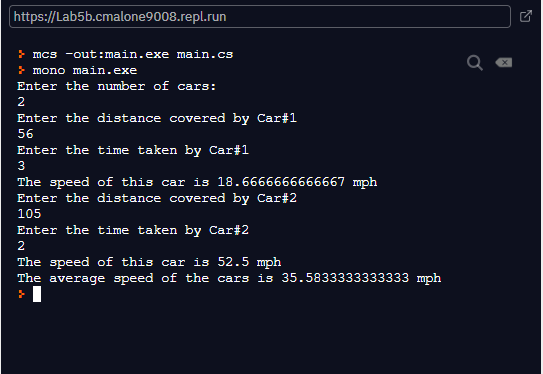 https://Lab5b.cmalone9008.repl.run
> mcs -out:main.exe main.cs
> mono main.exe
Enter the number of cars:
2
Enter the distance covered by Car#1
56
Enter the time taken by Car#1
3
The speed of this car is 18.6666666666667 mph
Enter the distance covered by Car#2
105
Enter the time taken by Car#2
2
The speed of this car is 52.5 mph
The average speed of the cars is 35.5833333333333 mph
>